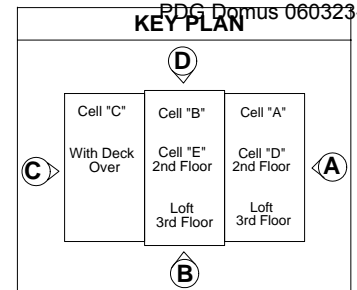 PDG Domus 060323
KEY PLAN
D
Cell "C"
With Deck
Over
Cell "B"
Cell "E"
2nd Floor
Loft
3rd Floor
Cell "A"
Cell "D"
2nd Floor
Loft
3rd Floor
C
A
B